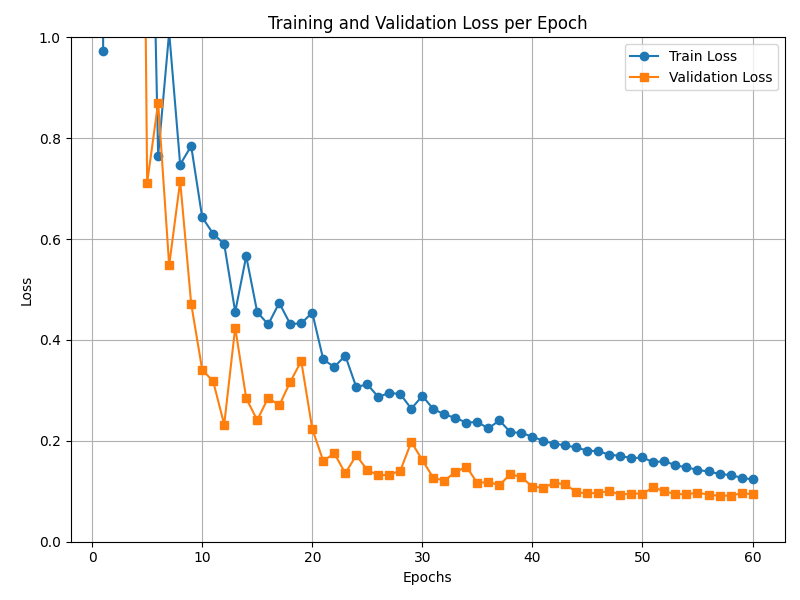 Training and Validation Loss per Epoch
Train Loss
Validation Loss
Loss
1.0
0.8
0.6
0.4
0.2
0.0
0 10 20 30 40 50 60
Epochs